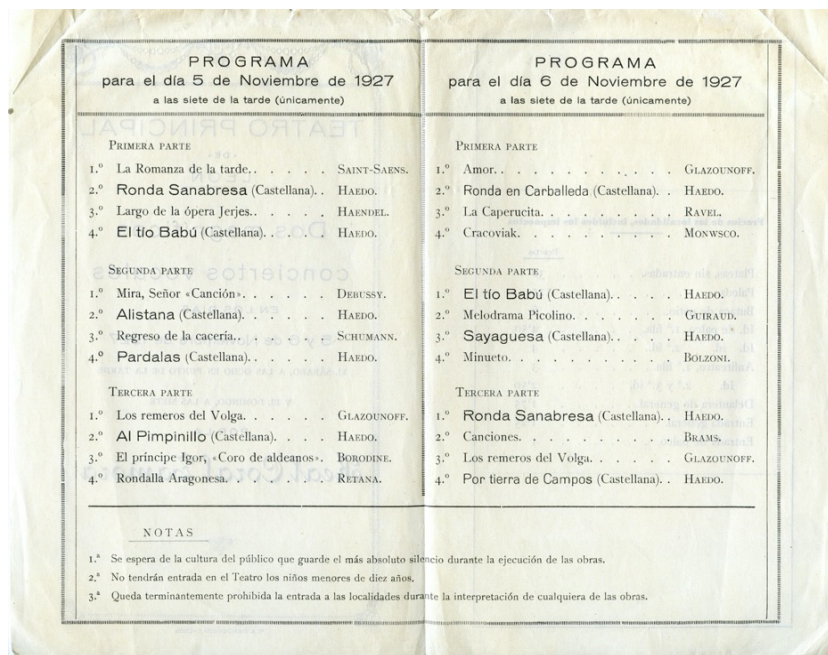 PROGRAMA
para el día 5 de Noviembre de 1927
a las siete de la tarde (únicamente)
PRIMERA PARTE
1.º La Romanza de la tarde. . . . . . SAINT-SAENS.
2.º Ronda Sanabresa (Castellana). . HAEDO.
3.º Largo de la ópera Jerjes. . . . . . HAENDEL.
4.º El tío Babú (Castellana). . . . . HAEDO.
SEGUNDA PARTE
1.º Mira, Señor «Canción». . . . . . DEBUSSY.
2.º Alistana (Castellana). . . . . . HAEDO.
3.º Regreso de la cacería. . . . . . SCHUMANN.
4.º Pardalas (Castellana). . . . . . HAEDO.
TERCERA PARTE
1.º Los remeros del Volga. . . . . . GLAZOUNOFF.
2.º Al Pimpinillo (Castellana). . . . HAEDO.
3.º El príncipe Igor, «Coro de aldeanos». BORODINE.
4.º Rondalla Aragonesa. . . . . . . RETANA.
PROGRAMA
para el día 6 de Noviembre de 1927
a las siete de la tarde (únicamente)
PRIMERA PARTE
1.º Amor. . . . . . . . . . . . GLAZOUNOFF.
2.º Ronda en Carballeda (Castellana). . HAEDO.
3.º La Caperucita. . . . . . . . . RAVEL.
4.º Cracoviak. . . . . . . . . . MONWSCO.
SEGUNDA PARTE
1.º El tío Babú (Castellana). . . . . HAEDO.
2.º Melodrama Picolino. . . . . . . GUIRAUD.
3.º Sayaguesa (Castellana). . . . . HAEDO.
4.º Minueto. . . . . . . . . . . BOLZONI.
TERCERA PARTE
1.º Ronda Sanabresa (Castellana). . HAEDO.
2.º Canciones. . . . . . . . . . BRAMS.
3.º Los remeros del Volga. . . . . . GLAZOUNOFF.
4.º Por tierra de Campos (Castellana). . HAEDO.
NOTAS
1.ª Se espera de la cultura del público que guarde el más absoluto silencio durante la ejecución de las obras.
2.ª No tendrán entrada en el Teatro los niños menores de diez años.
3.ª Queda terminantemente prohibida la entrada a las localidades durante la interpretación de cualquiera de las obras.